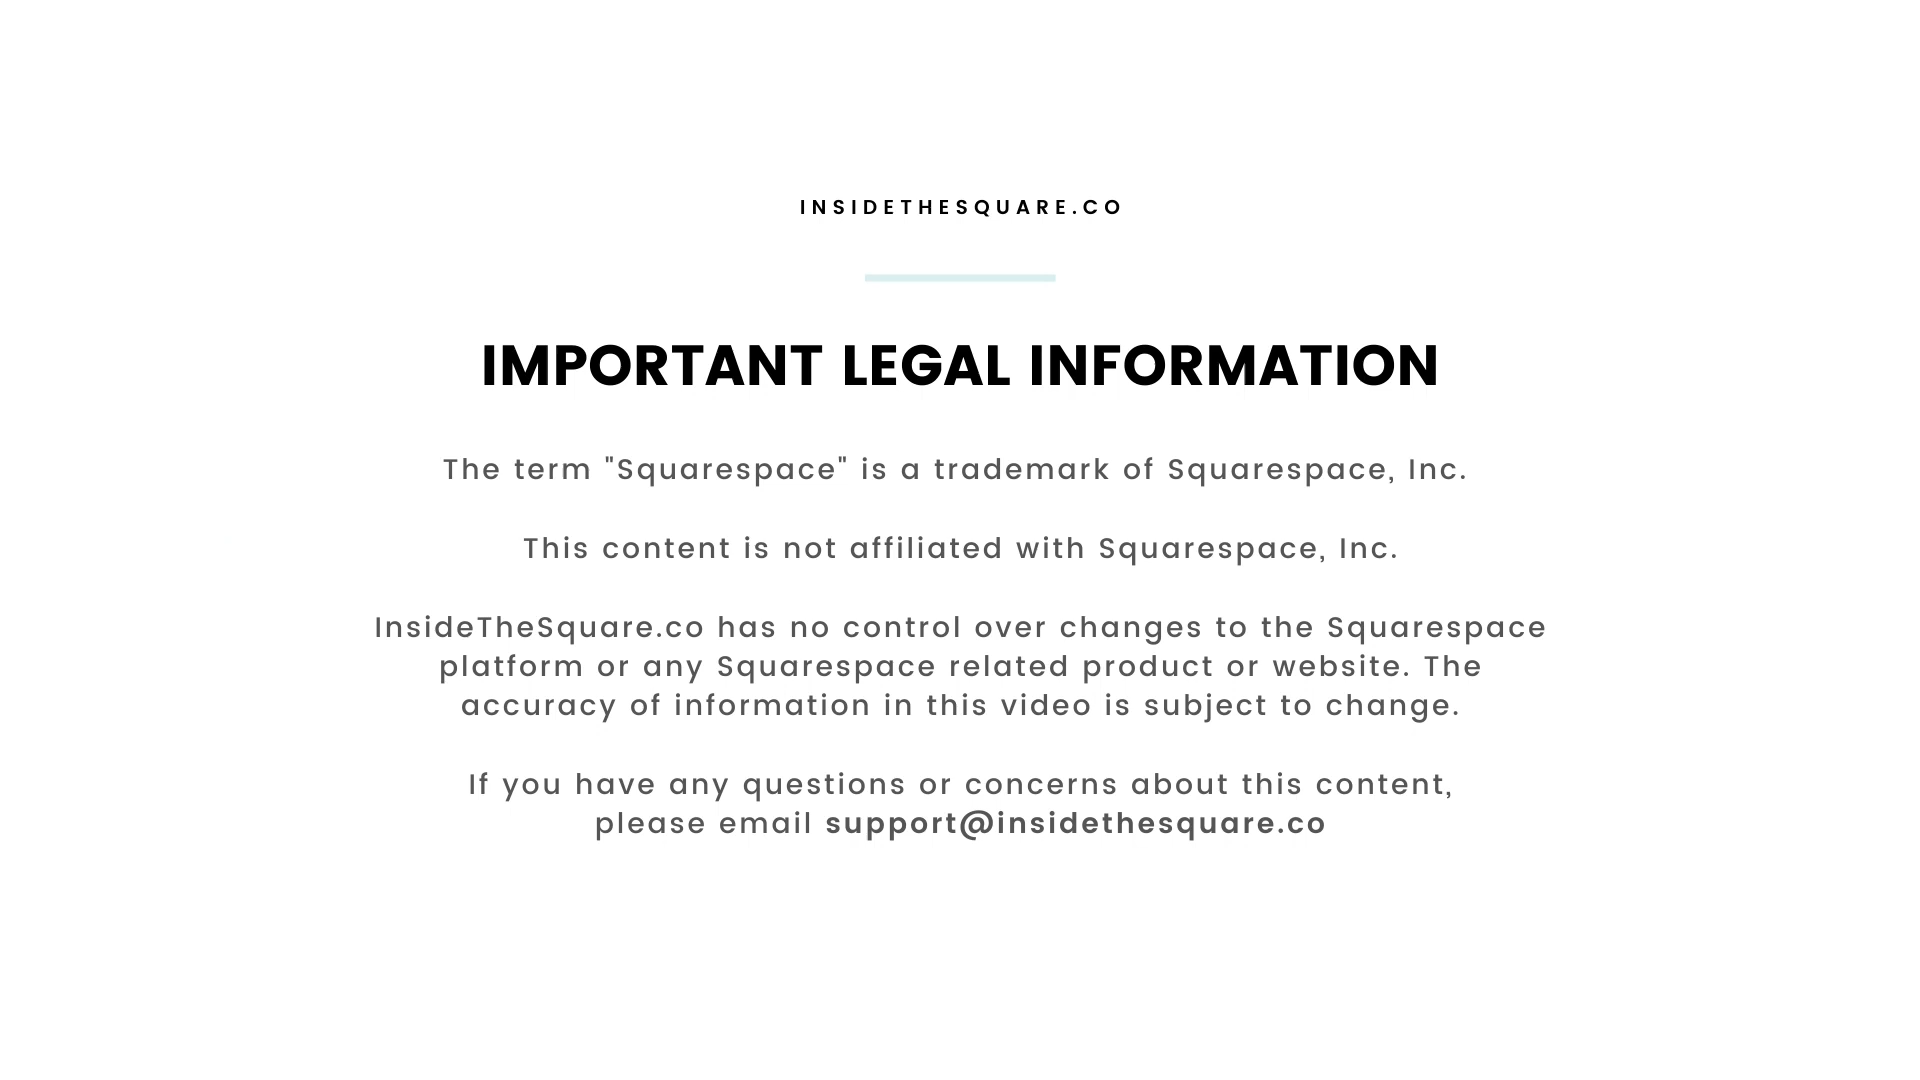 INSIDETHESQUARE.CO
IMPORTANT LEGAL INFORMATION
The term "Squarespace" is a trademark of Squarespace, Inc.
This content is not affiliated with Squarespace, Inc.
InsideTheSquare.co has no control over changes to the Squarespace
platform or any Squarespace related product or website. The
accuracy of information in this video is subject to change.
If you have any questions or concerns about this content,
please email support@insidethesquare.co